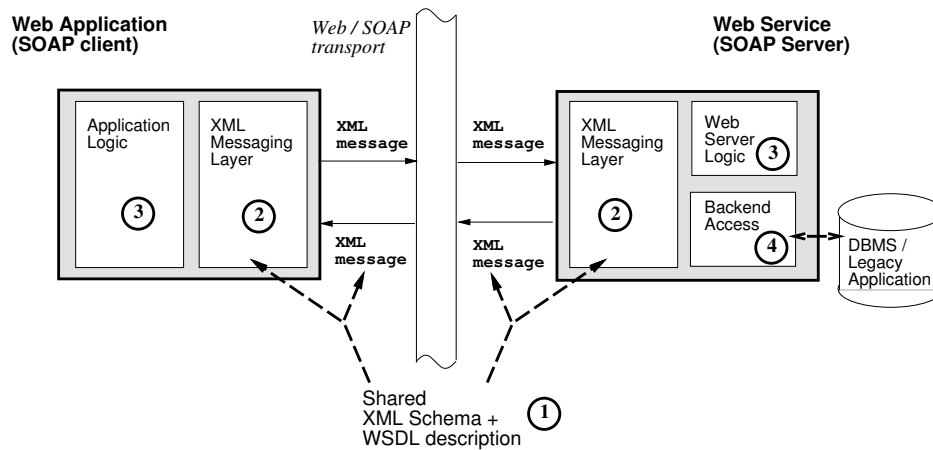 Web Application
(SOAP client)
Web / SOAP
transport
Web Service
(SOAP Server)
Application
Logic
3
XML
Messaging
Layer
2
XML
message
XML
message
XML
message
XML
message
XML
Messaging
Layer
2
Web
Server
Logic
3
Backend
Access
4
DBMS /
Legacy
Application
Shared
XML Schema +
WSDL description
1